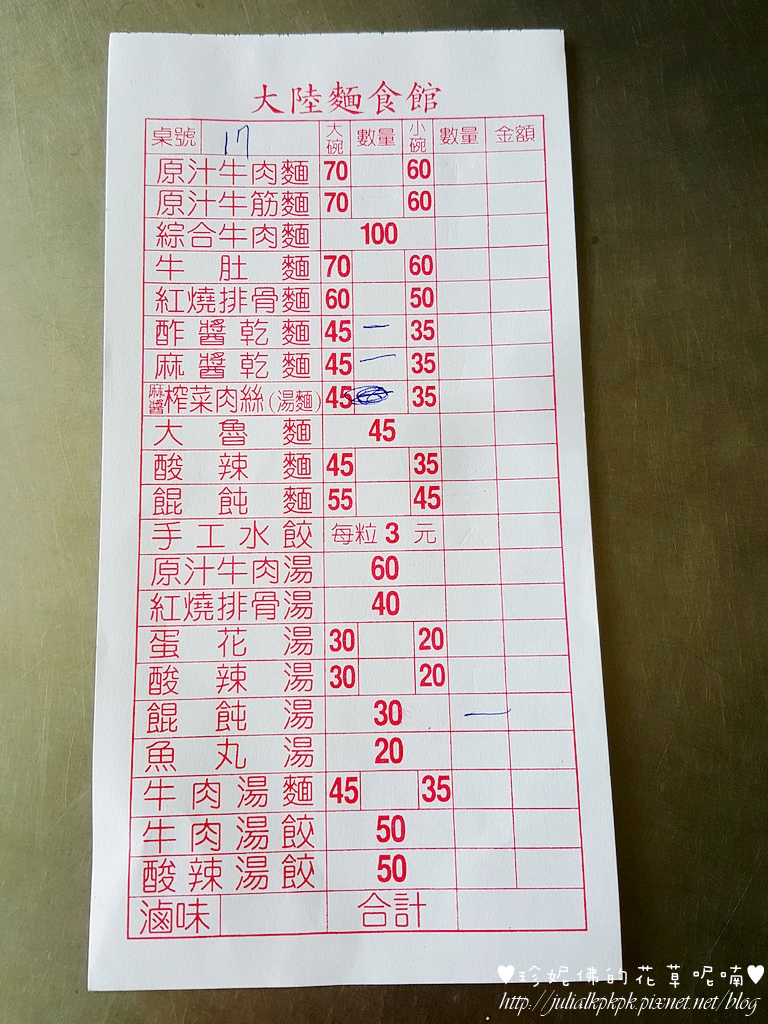 大陸麵食館
桌號 17 大碗 數量 小碗 數量 金額
原汁牛肉麵 70 60
原汁牛筋麵 70 60
綜合牛肉麵 100
牛肚麵 70 60
紅燒排骨麵 60 50
酢醬乾麵 45 一 35
麻醬乾麵 45 一 35
麻醬榨菜肉絲(湯麵) 45 35
大魯麵 45
酸辣麵 45 35
餛飩麵 55 45
手工水餃 每粒 3 元
原汁牛肉湯 60
紅燒排骨湯 40
蛋花湯 30 20
酸辣湯 30 20
餛飩湯 30 一
魚丸湯 20
牛肉湯麵 45 35
牛肉湯餃 50
酸辣湯餃 50
滷味 合計
♥珍妮佛的花草呢喃♥
http://julialkpkpk.pixnet.net/blog